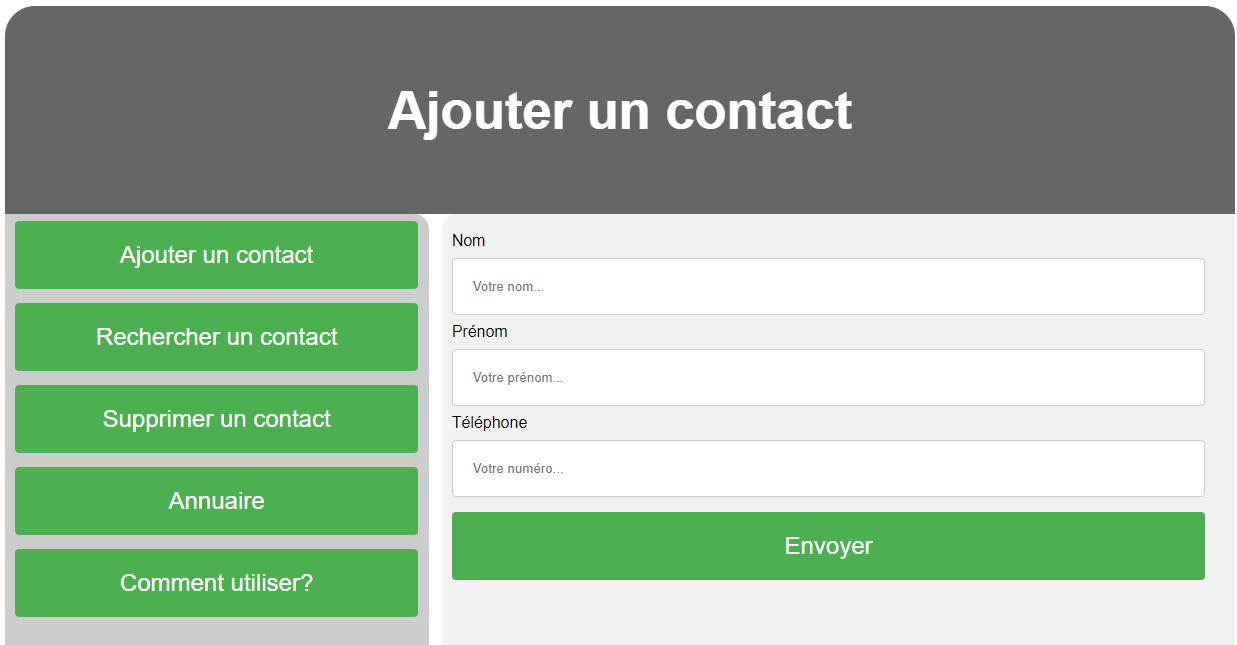 Ajouter un contact
Ajouter un contact
Rechercher un contact
Supprimer un contact
Annuaire
Comment utiliser?
Nom
Votre nom...
Prénom
Votre prénom...
Téléphone
Votre numéro...
Envoyer